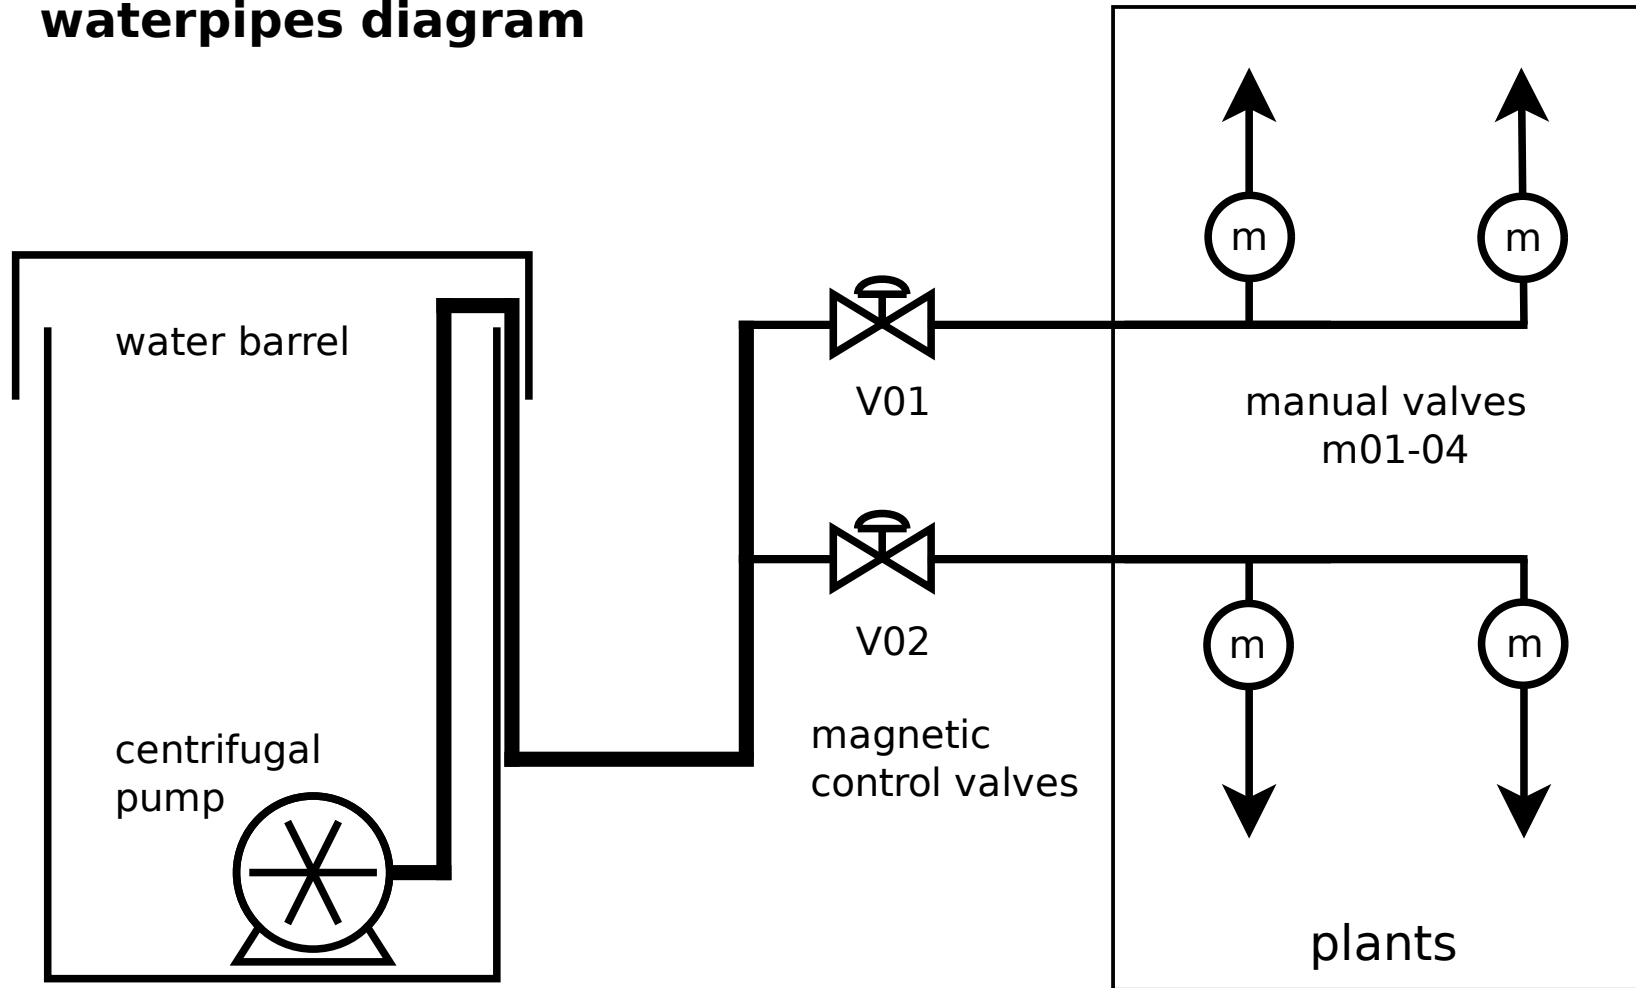 waterpipes diagram
m
m
water barrel
V01
manual valves
m01-04
V02
m
m
magnetic
control valves
centrifugal
pump
plants